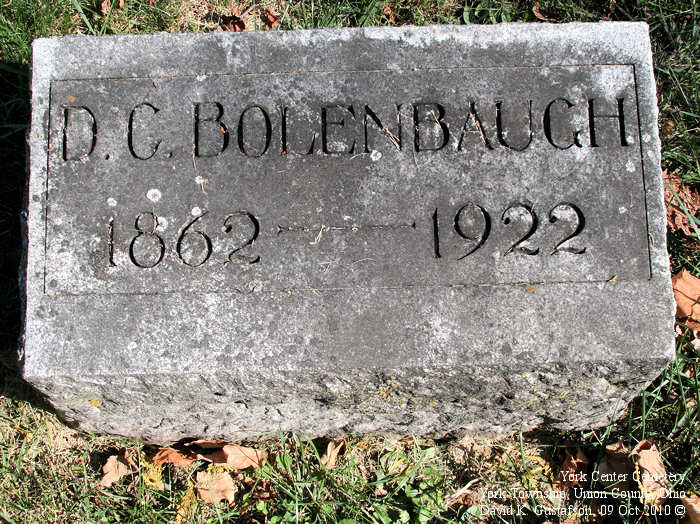 D. C. BOLENBAUGH
1862 — 1922
York Center Cemetery
York Township, Union County, Ohio
David K. Gustafson, 09 Oct 2010 ©